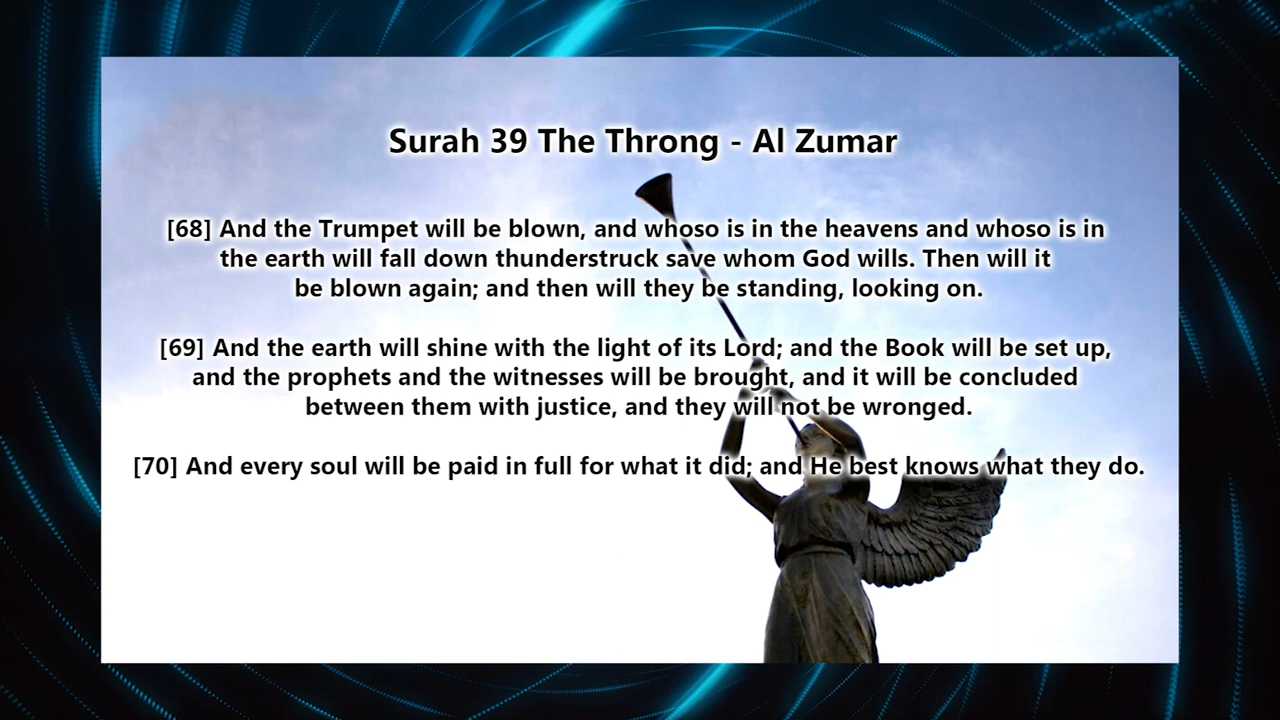 Surah 39 The Throng - Al Zumar
[68] And the Trumpet will be blown, and whoso is in the heavens and whoso is in
the earth will fall down thunderstruck save whom God wills. Then will it
be blown again; and then will they be standing, looking on.
[69] And the earth will shine with the light of its Lord; and the Book will be set up,
and the prophets and the witnesses will be brought, and it will be concluded
between them with justice, and they will not be wronged.
[70] And every soul will be paid in full for what it did; and He best knows what they do.